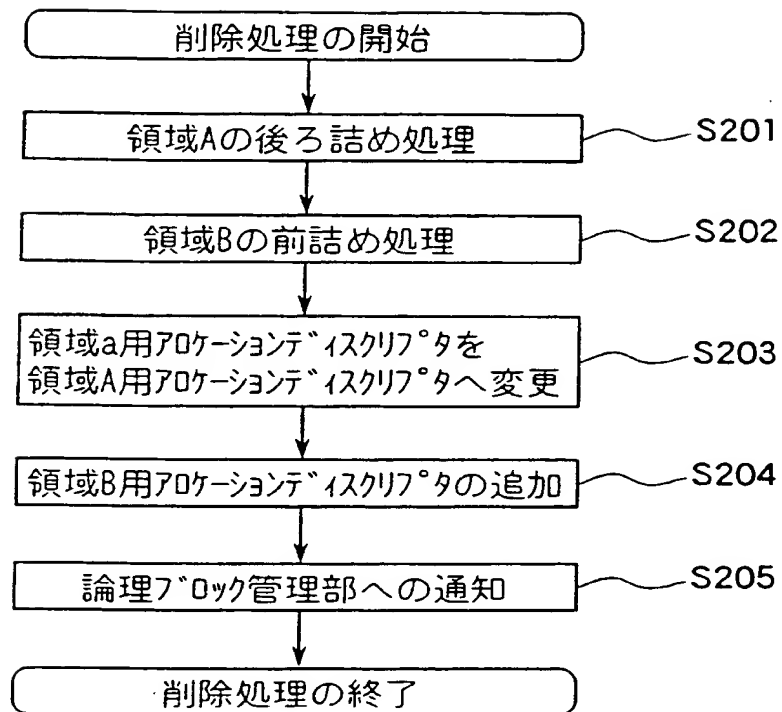 削除処理の開始
領域Aの後ろ詰め処理
S201
領域Bの前詰め処理
S202
領域a用ｱﾛｹｰｼｮﾝﾃﾞｨｽｸﾘﾌﾟﾀを
領域A用ｱﾛｹｰｼｮﾝﾃﾞｨｽｸﾘﾌﾟﾀへ変更
S203
領域B用ｱﾛｹｰｼｮﾝﾃﾞｨｽｸﾘﾌﾟﾀの追加
S204
論理ﾌﾞﾛｯｸ管理部への通知
S205
削除処理の終了